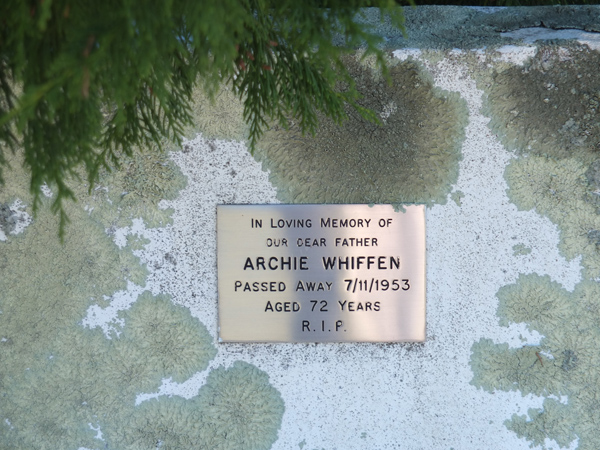 IN LOVING MEMORY OF
OUR DEAR FATHER
ARCHIE WHIFFEN
PASSED AWAY 7/11/1953
AGED 72 YEARS
R.I.P.